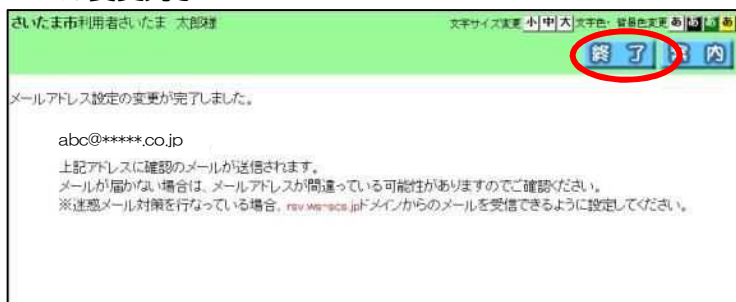 さいたま市利用者さいたま 太郎様
文字サイズ変更 小 中 大 文字色・背景色変更 あ あ あ あ
終了 案内
メールアドレス設定の変更が完了しました。
abc@*****.co.jp
上記アドレスに確認のメールが送信されます。
メールが届かない場合は、メールアドレスが間違っている可能性がありますのでご確認ください。
※迷惑メール対策を行なっている場合、rsv.ws-scs.jpドメインからのメールを受信できるように設定してください。